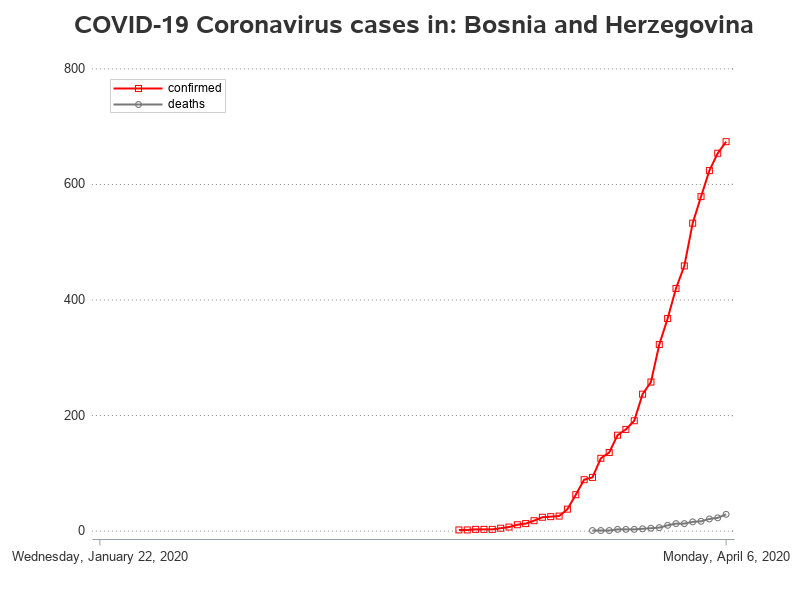 COVID-19 Coronavirus cases in: Bosnia and Herzegovina
800
confirmed
deaths
600
400
200
0
Wednesday, January 22, 2020 Monday, April 6, 2020